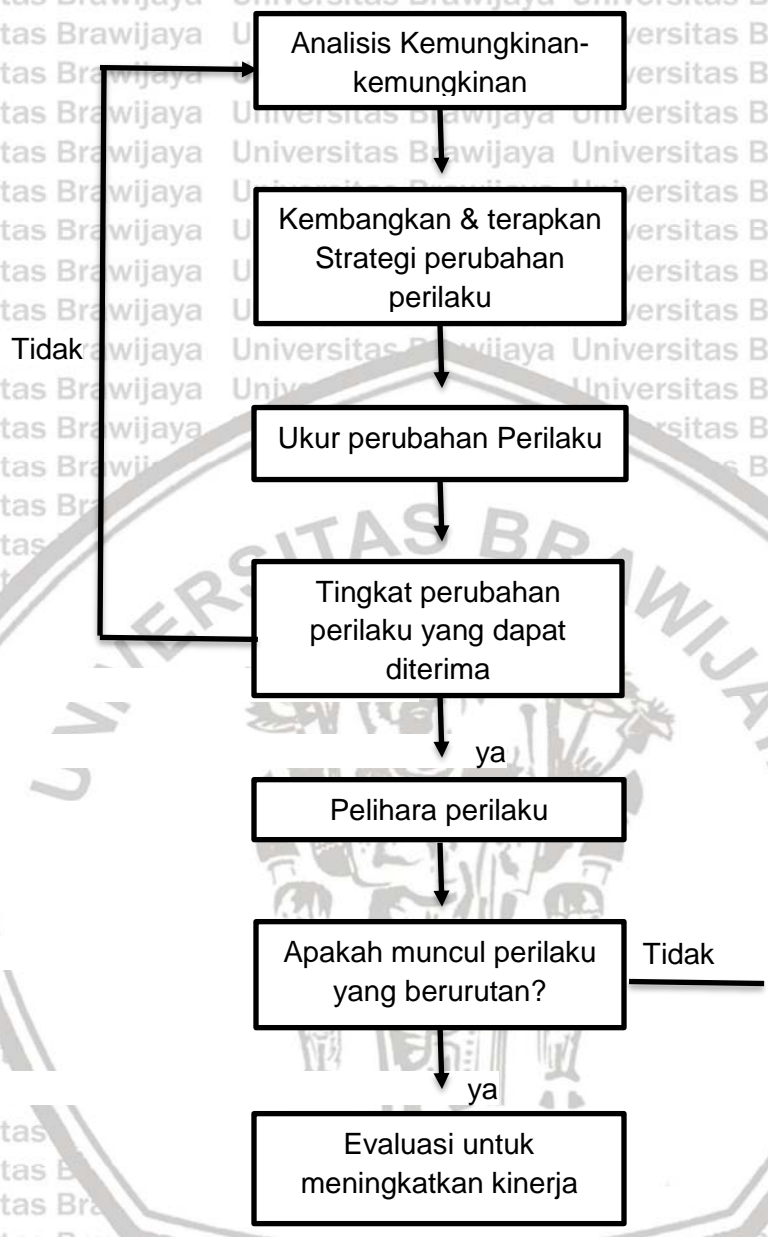 Analisis Kemungkinan-
kemungkinan
Kembangkan & terapkan
Strategi perubahan
perilaku
Tidak
Ukur perubahan Perilaku
Tingkat perubahan
perilaku yang dapat
diterima
ya
Pelihara perilaku
Apakah muncul perilaku
yang berurutan?
Tidak
ya
Evaluasi untuk
meningkatkan kinerja